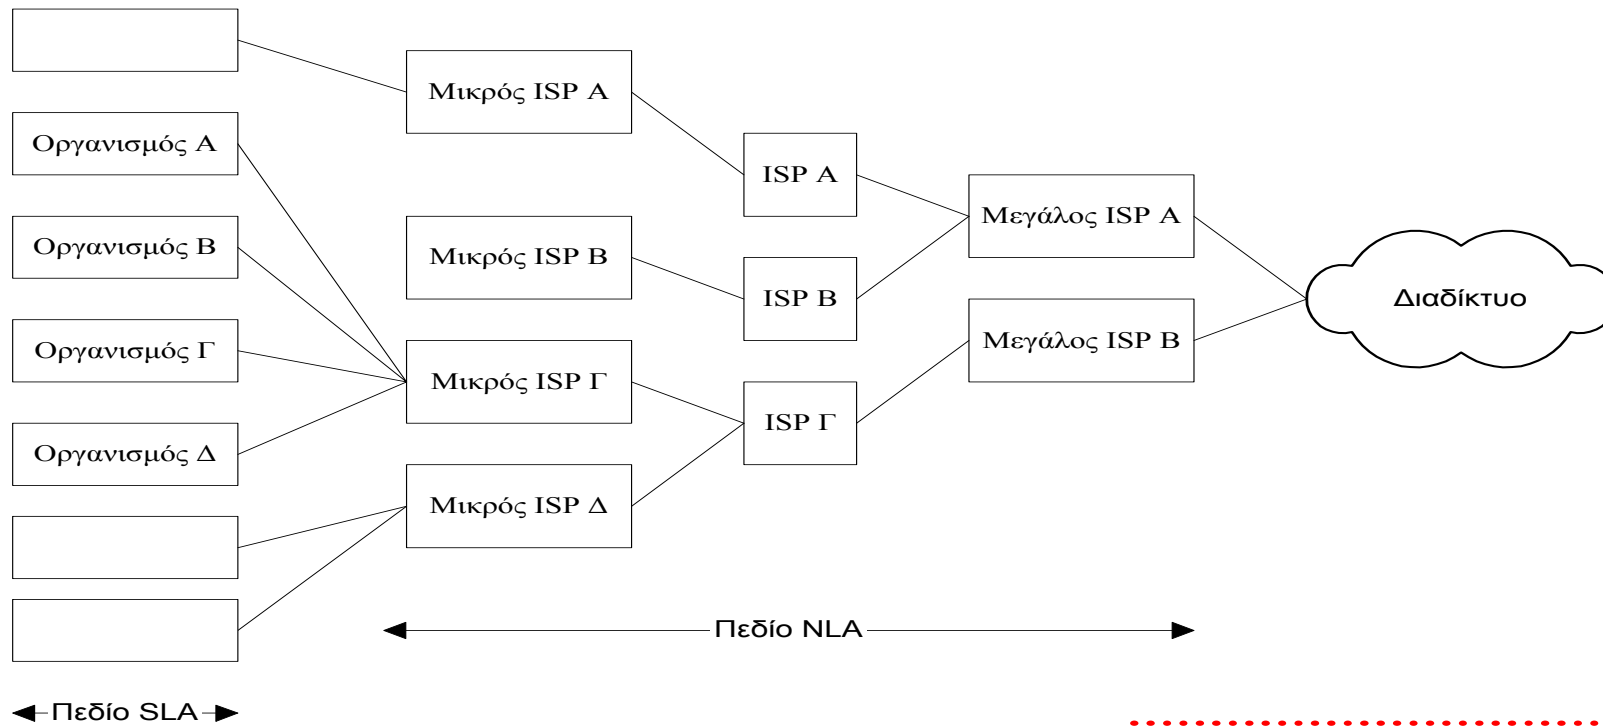 Οργανισμός Α
Οργανισμός Β
Οργανισμός Γ
Οργανισμός Δ
Μικρός ISP Α
Μικρός ISP Β
Μικρός ISP Γ
Μικρός ISP Δ
ISP Α
ISP Β
ISP Γ
Μεγάλος ISP Α
Μεγάλος ISP Β
Διαδίκτυο
Πεδίο NLA
Πεδίο SLA